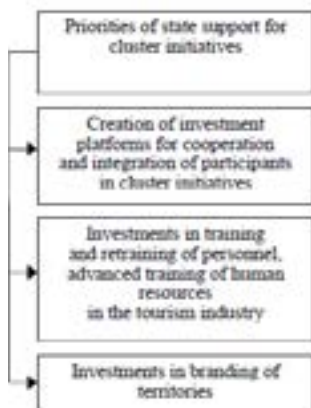 Priorities of state support for
cluster initiatives
Creation of investment
platforms for cooperation
and integration of participants
in cluster initiatives
Investments in training
and retraining of personnel,
advanced training of human
resources
in the tourism industry
Investments in branding of
territories